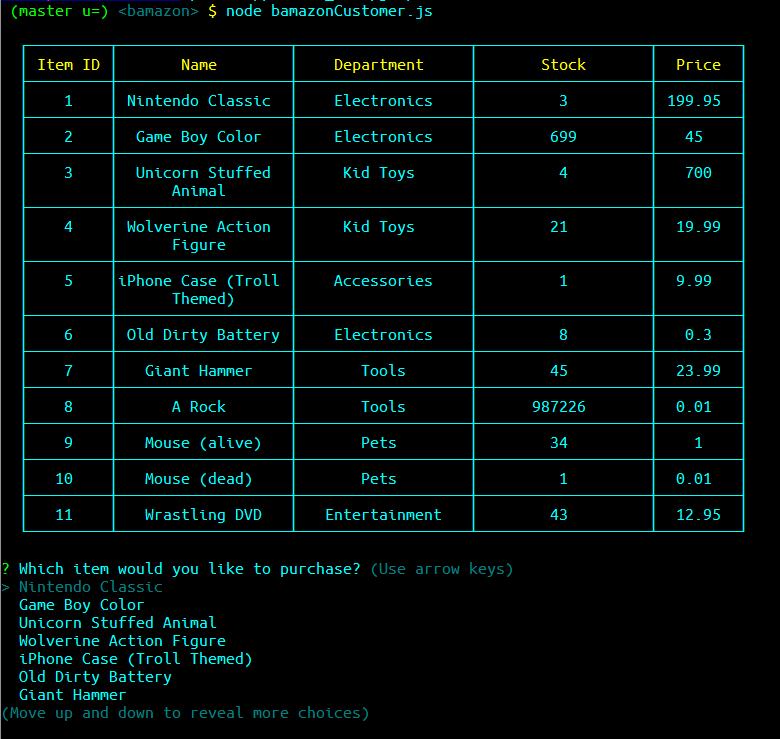 (master u=) <bamazon> $ node bamazonCustomer.js
Item ID Name Department Stock Price
1 Nintendo Classic Electronics 3 199.95
2 Game Boy Color Electronics 699 45
3 Unicorn Stuffed Kid Toys 4 700
Animal
4 Wolverine Action Kid Toys 21 19.99
Figure
5 iPhone Case (Troll Accessories 1 9.99
Themed)
6 Old Dirty Battery Electronics 8 0.3
7 Giant Hammer Tools 45 23.99
8 A Rock Tools 987226 0.01
9 Mouse (alive) Pets 34 1
10 Mouse (dead) Pets 1 0.01
11 Wrastling DVD Entertainment 43 12.95
? Which item would you like to purchase? (Use arrow keys)
> Nintendo Classic
Game Boy Color
Unicorn Stuffed Animal
Wolverine Action Figure
iPhone Case (Troll Themed)
Old Dirty Battery
Giant Hammer
(Move up and down to reveal more choices)